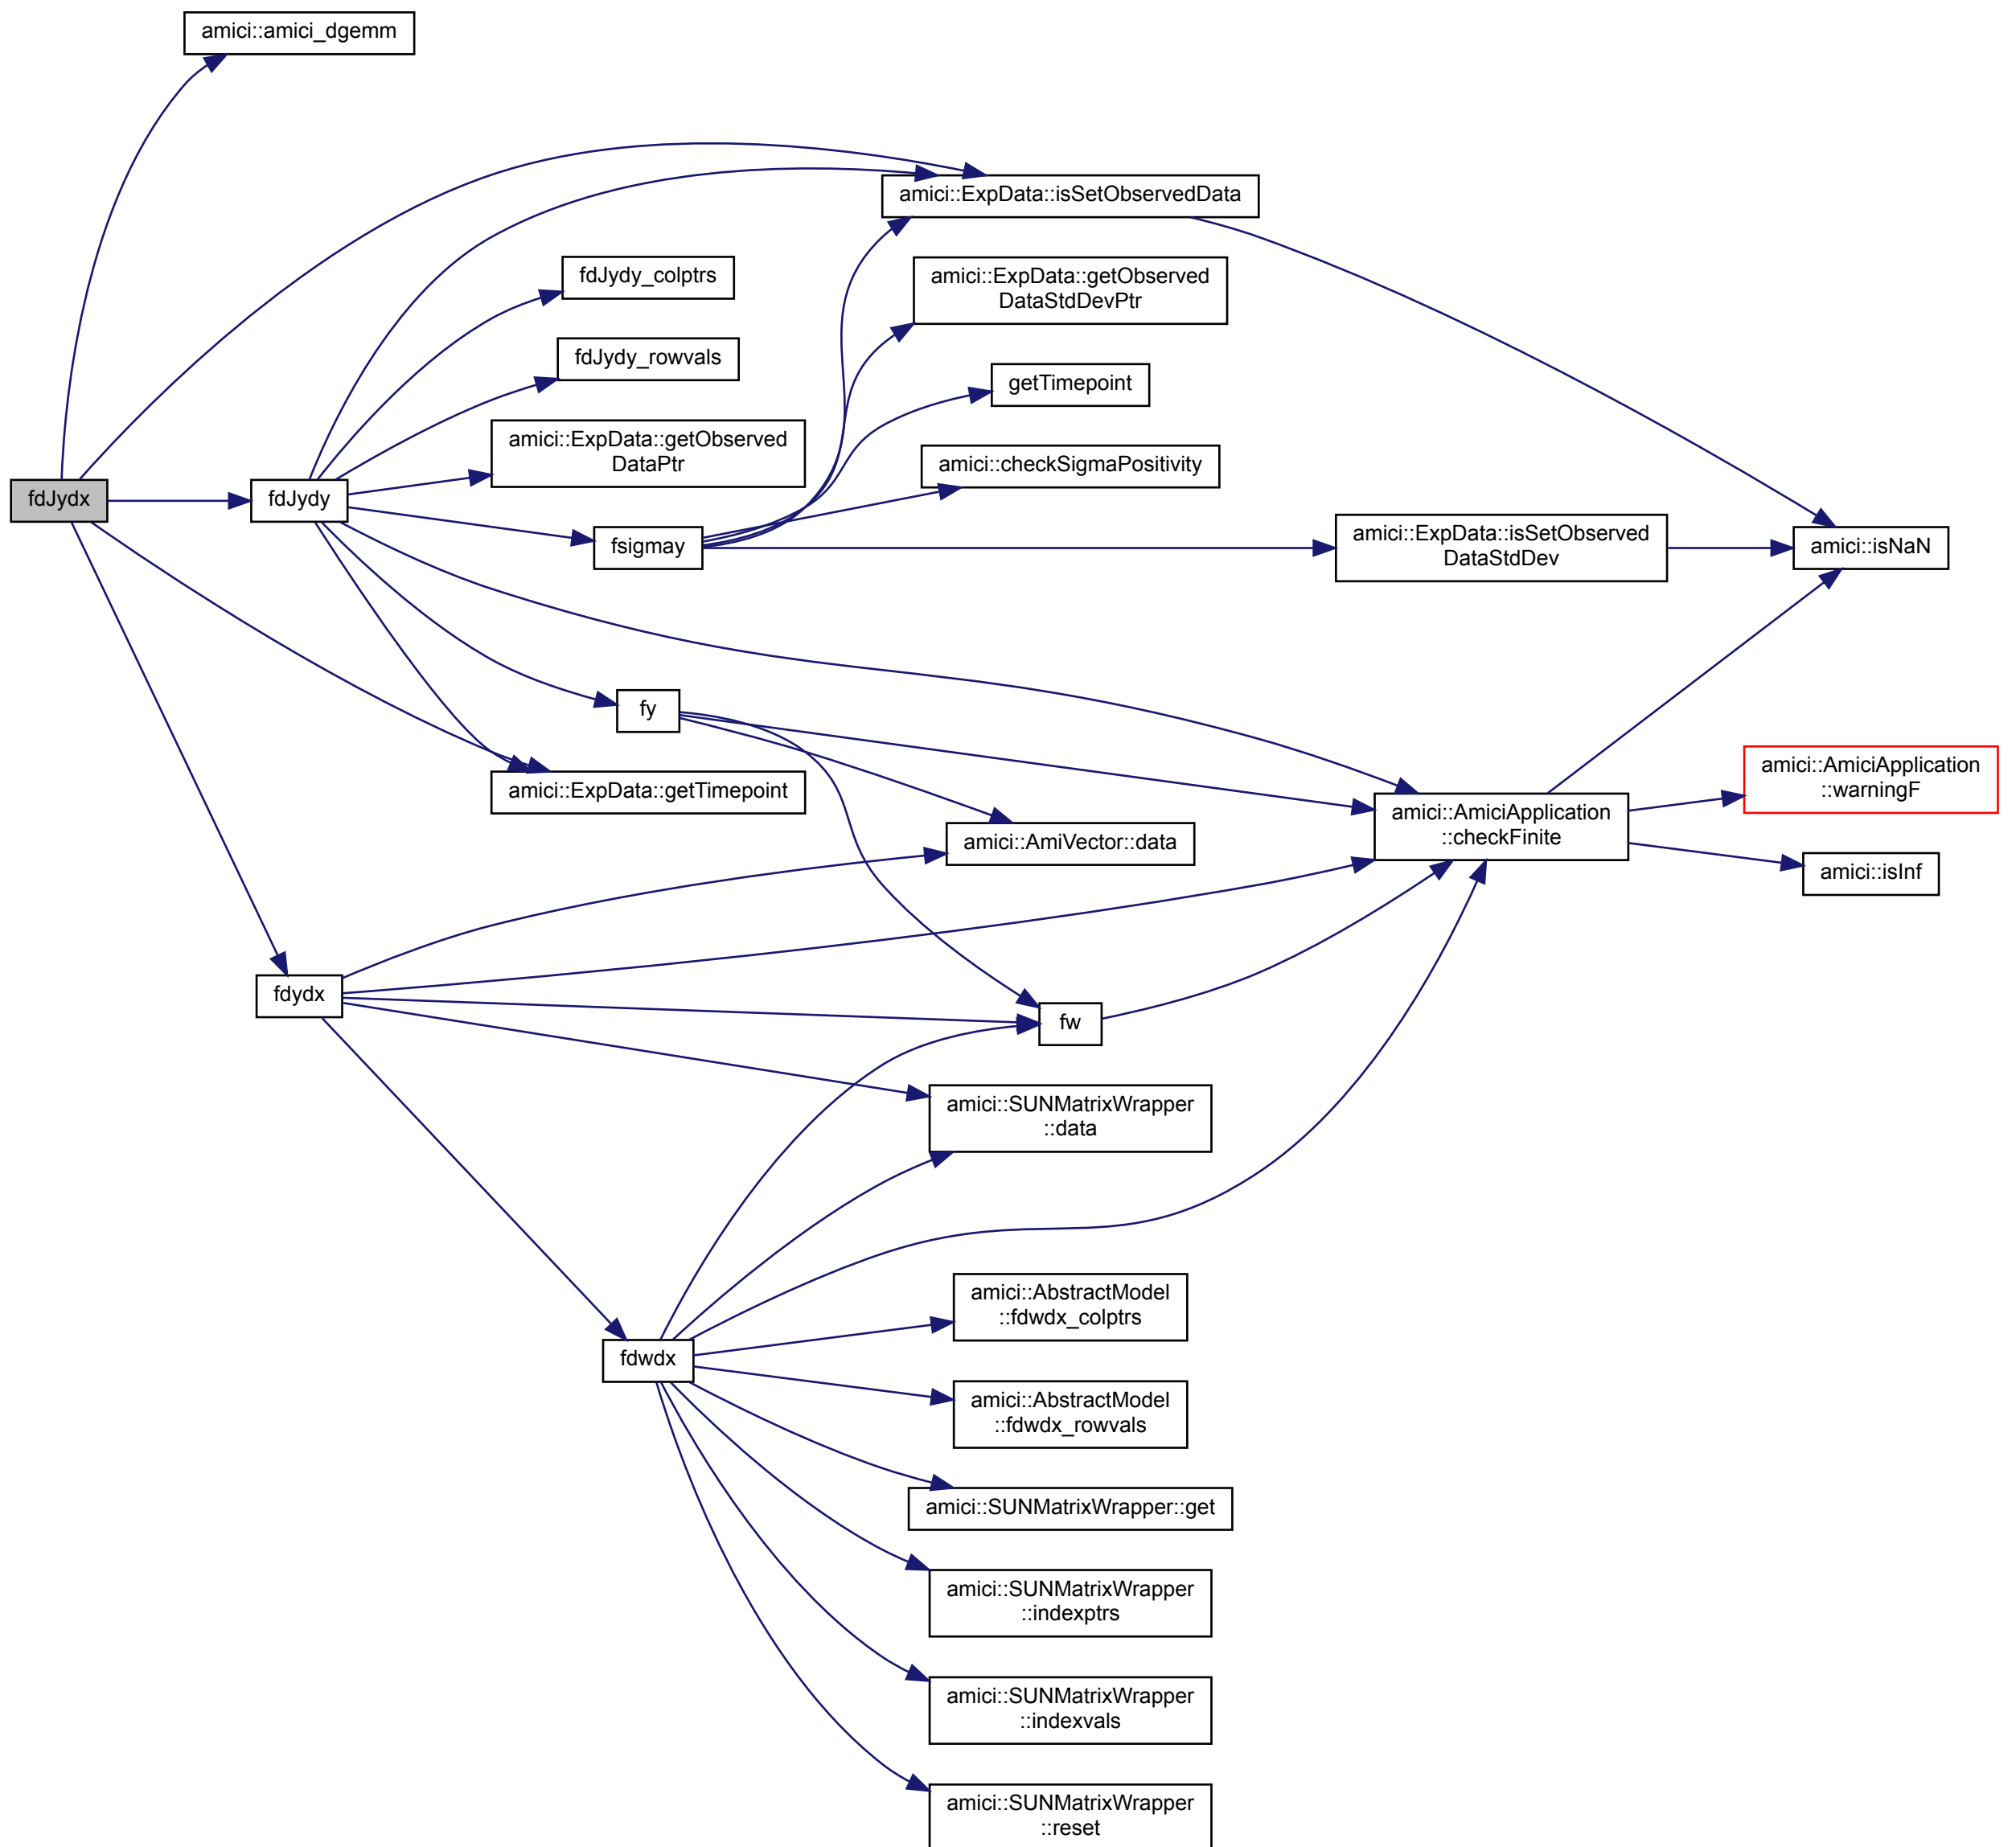 amici::amici_dgemm
amici::ExpData::isSetObservedData
fdJydy_colptrs
amici::ExpData::getObserved
DataStdDevPtr
fdJydy_rowvals
getTimepoint
amici::ExpData::getObserved
DataPtr
amici::checkSigmaPositivity
fdJydx
fdJydy
fsigmay
amici::ExpData::isSetObserved
DataStdDev
amici::isNaN
fy
amici::ExpData::getTimepoint
amici::AmiciApplication
::warningF
amici::AmiVector::data
amici::AmiciApplication
::checkFinite
amici::isInf
fdydx
fw
amici::SUNMatrixWrapper
::data
amici::AbstractModel
::fdwdx_colptrs
fdwdx
amici::AbstractModel
::fdwdx_rowvals
amici::SUNMatrixWrapper::get
amici::SUNMatrixWrapper
::indexptrs
amici::SUNMatrixWrapper
::indexvals
amici::SUNMatrixWrapper
::reset